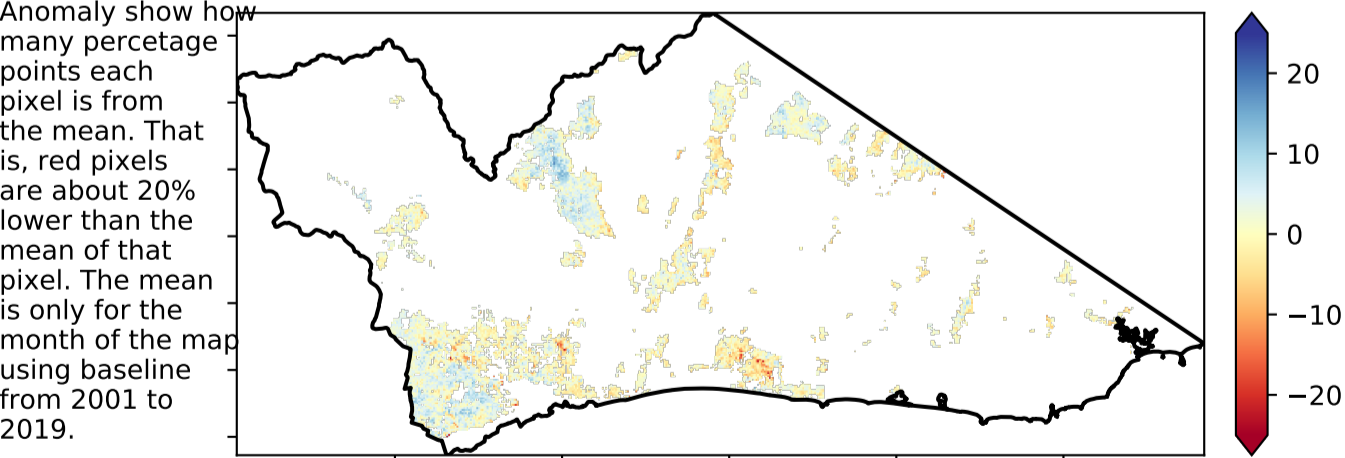 Anomaly show how
many percetage
points each
pixel is from
the mean. That
is, red pixels
are about 20%
lower than the
mean of that
pixel. The mean
is only for the
month of the map
using baseline
from 2001 to
2019.
20
10
0
−10
−20